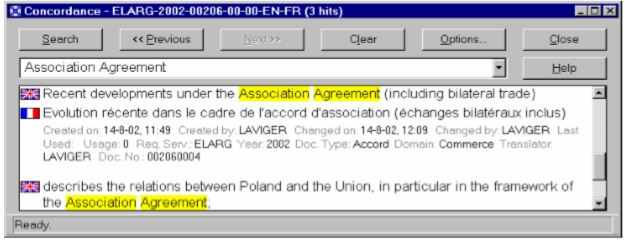 Concordance - ELARG-2002-00206-00-00-EN-FR (3 hits)
Search << Previous Next >> Clear Options... Close
Association Agreement Help
Recent developments under the Association Agreement (including bilateral trade)
Evolution récente dans le cadre de l'accord d'association (échanges bilatéraux inclus)
Created on: 14-8-02, 11:49 Created by: LAVIGER Changed on: 14-8-02, 12:09 Changed by: LAVIGER Last
Used: Usage: 0 Req. Serv.: ELARG Year: 2002 Doc. Type: Accord Domain: Commerce Translator:
LAVIGER Doc. No.: 002060004
describes the relations between Poland and the Union, in particular in the framework of
the Association Agreement;
Ready.